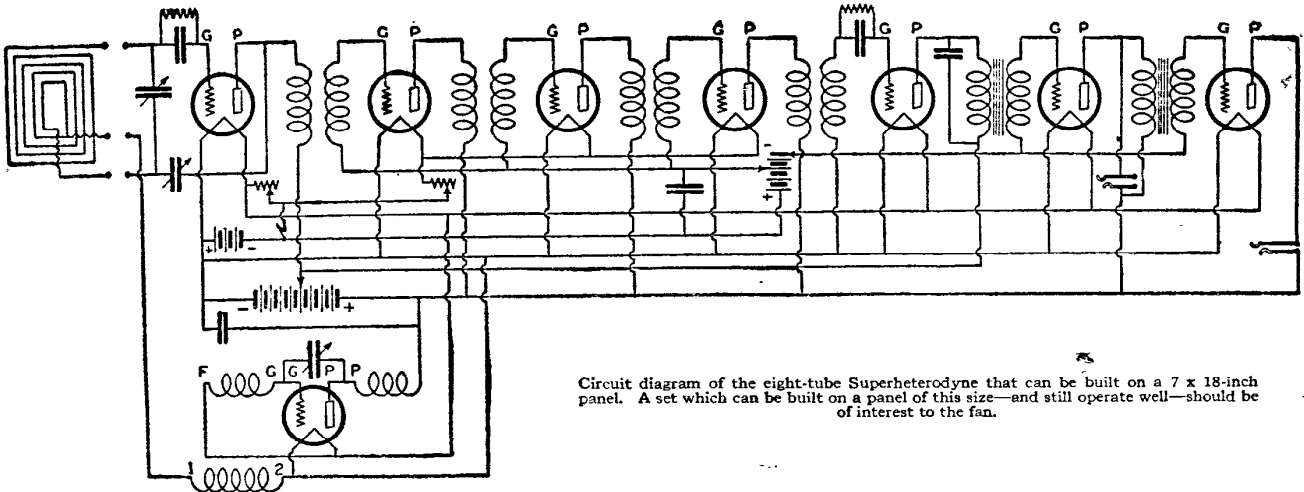 G P G P G P G P G P G P G P
- +
+ -
- +
F G G P P
1 2
Circuit diagram of the eight-tube Superheterodyne that can be built on a 7 x 18-inch
panel. A set which can be built on a panel of this size—and still operate well—should be
of interest to the fan.